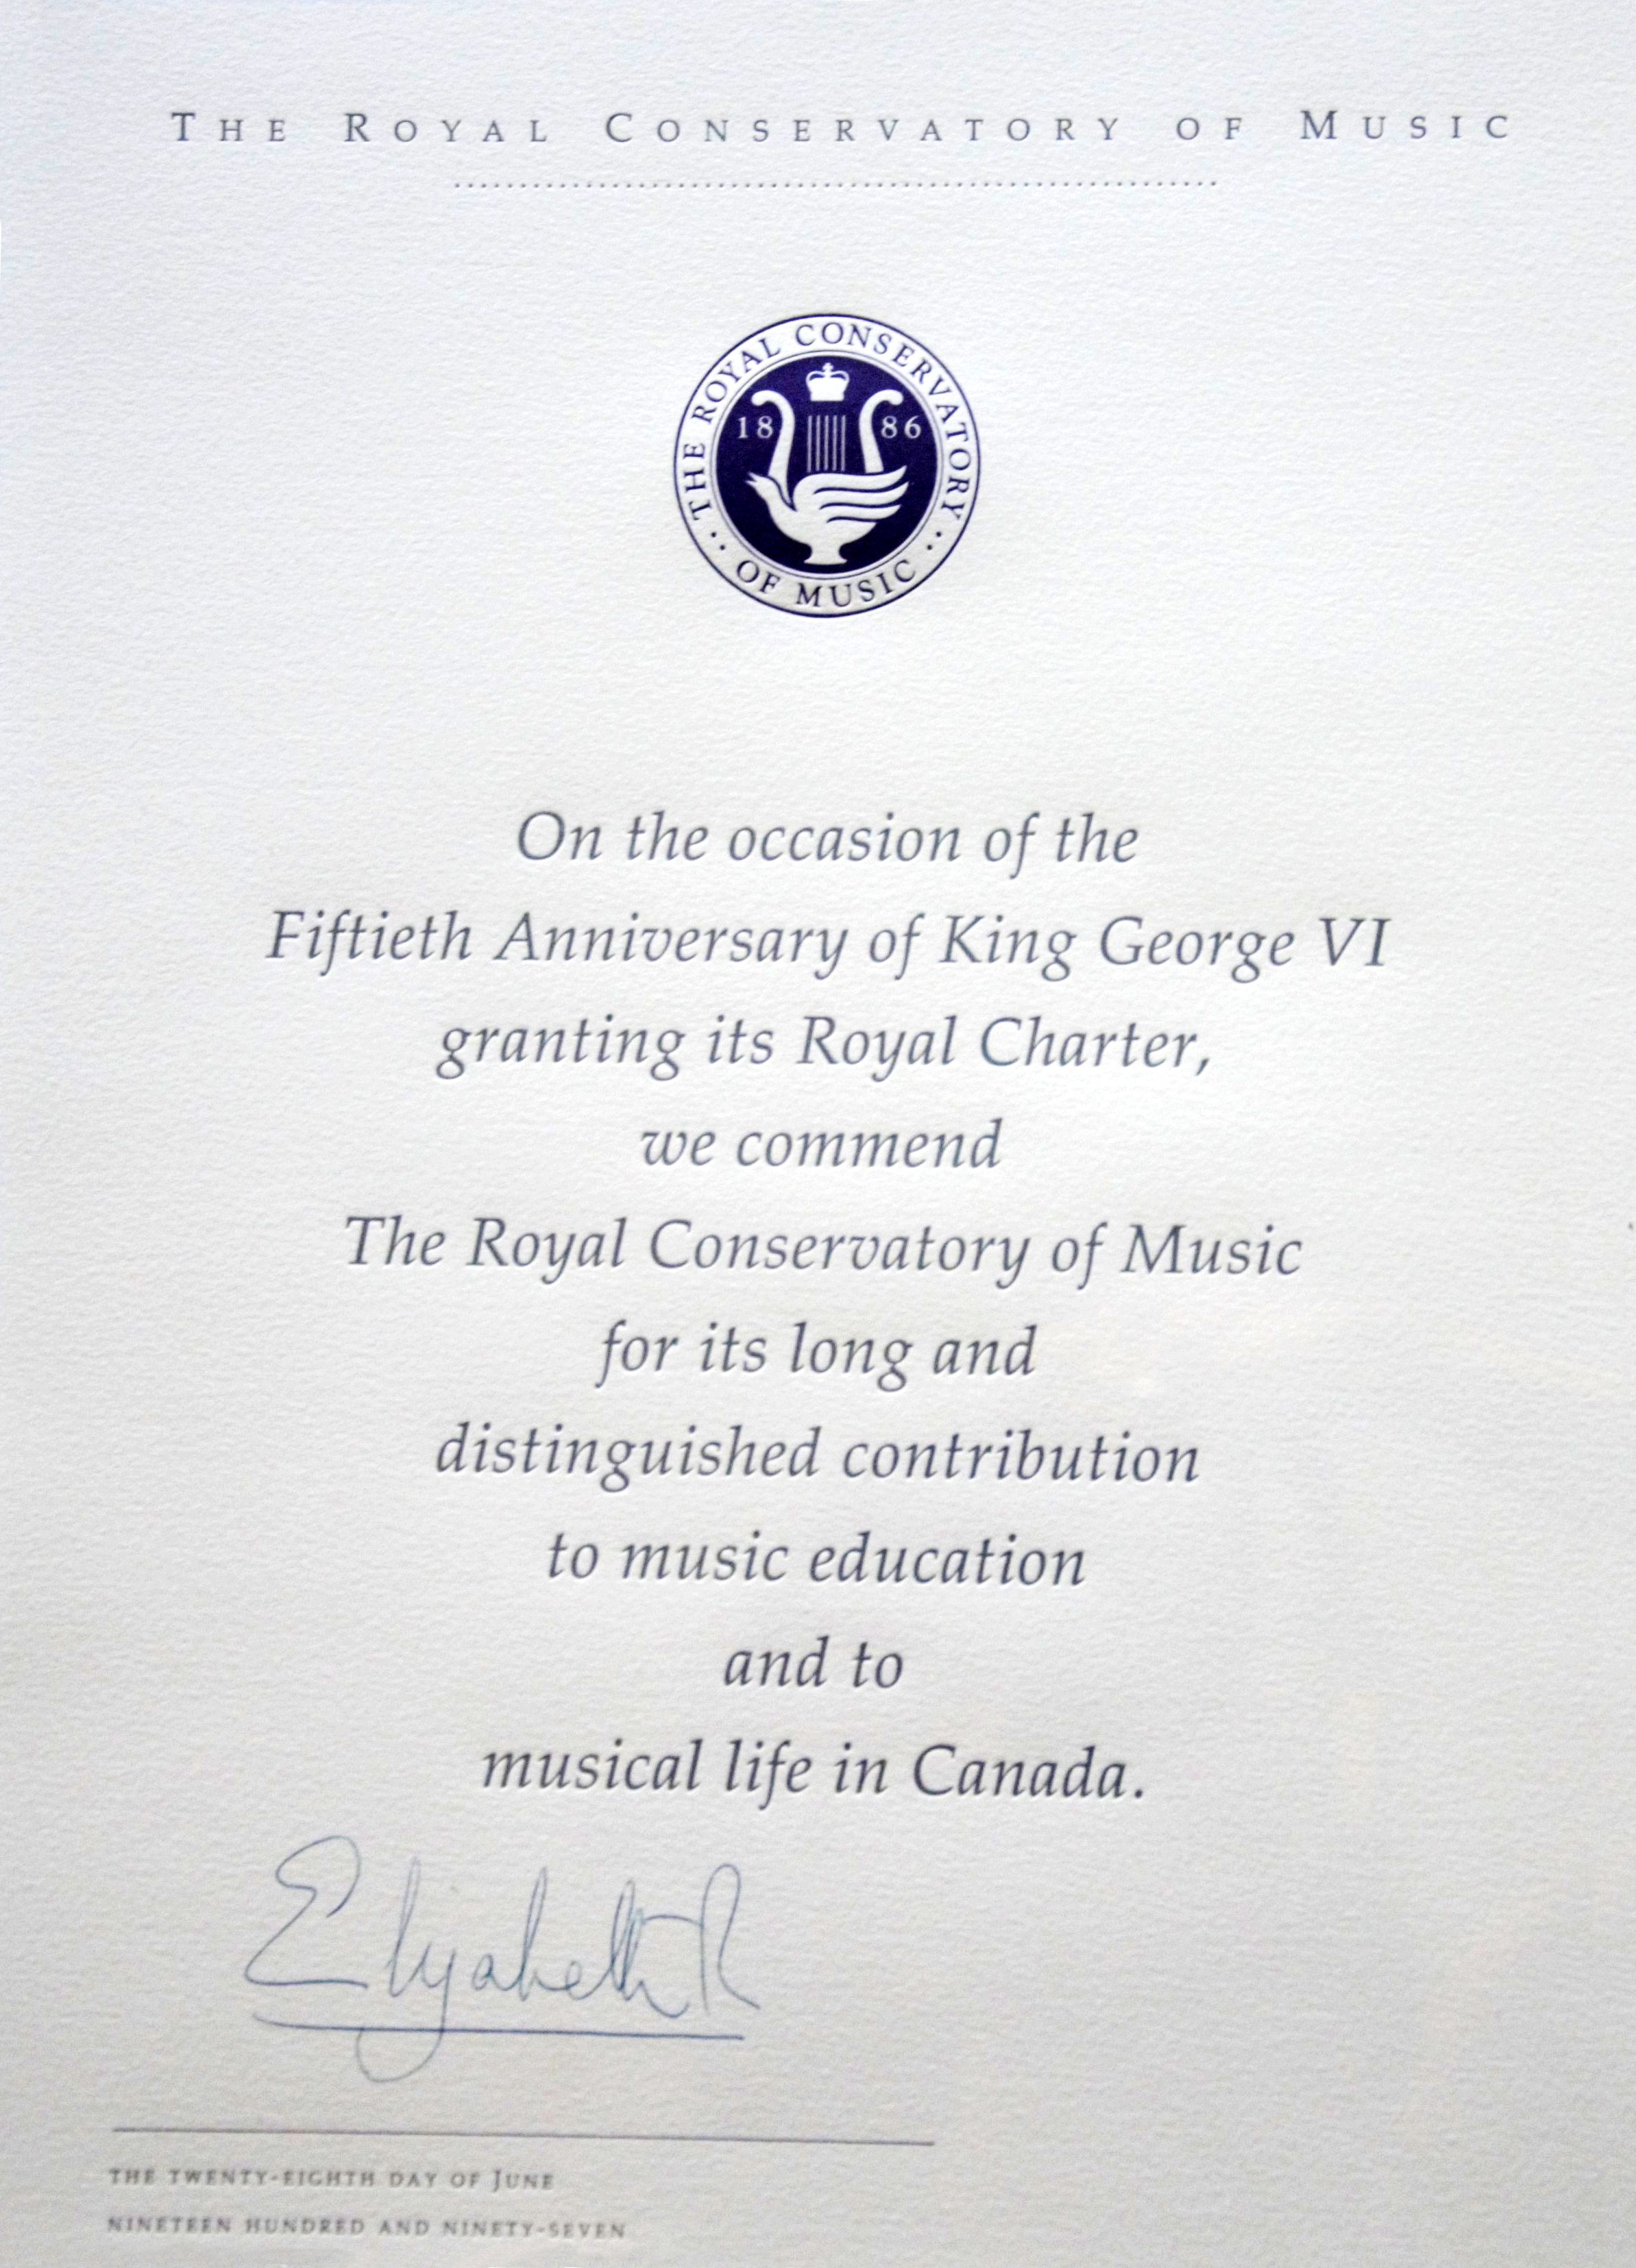 THE ROYAL CONSERVATORY OF MUSIC
THE ROYAL CONSERVATORY
1886
OF MUSIC
On the occasion of the
Fiftieth Anniversary of King George VI
granting its Royal Charter,
we commend
The Royal Conservatory of Music
for its long and
distinguished contribution
to music education
and to
musical life in Canada.
Elizabeth R
THE TWENTY-EIGHTH DAY OF JUNE
NINETEEN HUNDRED AND NINETY-SEVEN